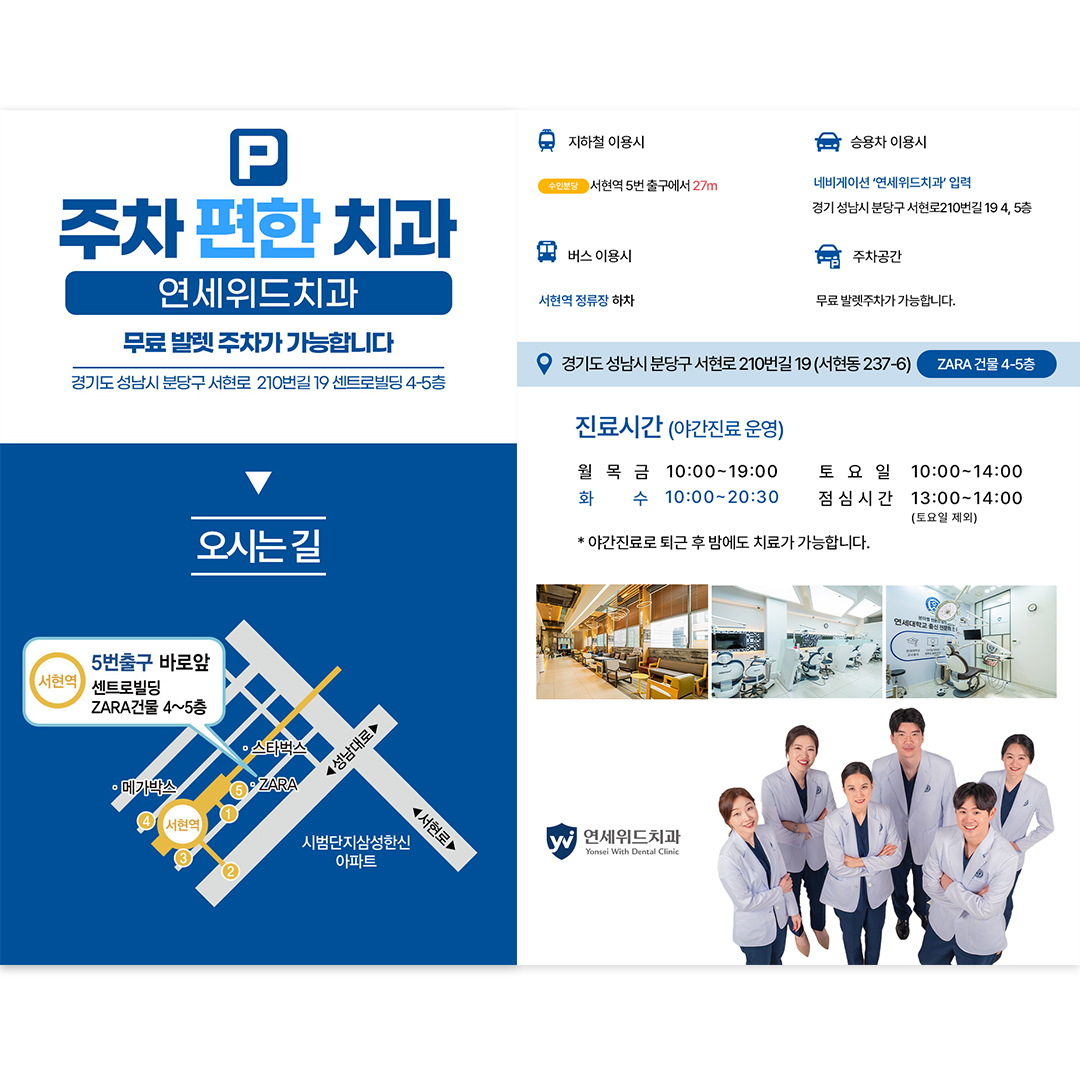 P
주차 편한 치과
연세위드치과
무료 발렛 주차가 가능합니다
경기도 성남시 분당구 서현로 210번길 19 센트로빌딩 4-5층
오시는 길
서현역
5번출구 바로앞
센트로빌딩
ZARA건물 4~5층
· 스타벅스
· ZARA
· 메가박스
서현역
5
1
4
3
2
◀성남대로▶
◀서현로▶
시범단지삼성한신
아파트
지하철 이용시
수인분당 서현역 5번 출구에서 27m
버스 이용시
서현역 정류장 하차
승용차 이용시
네비게이션 ‘연세위드치과’ 입력
경기 성남시 분당구 서현로210번길 19 4, 5층
P
주차공간
무료 발렛주차가 가능합니다.
경기도 성남시 분당구 서현로 210번길 19 (서현동 237-6) ZARA 건물 4-5층
진료시간 (야간진료 운영)
월 목 금 10:00~19:00
화 수 10:00~20:30
토 요 일 10:00~14:00
점심시간 13:00~14:00
(토요일 제외)
* 야간진료로 퇴근 후 밤에도 치료가 가능합니다.
연세대학교 출신 전문의
연세위드치과
Yonsei With Dental Clinic